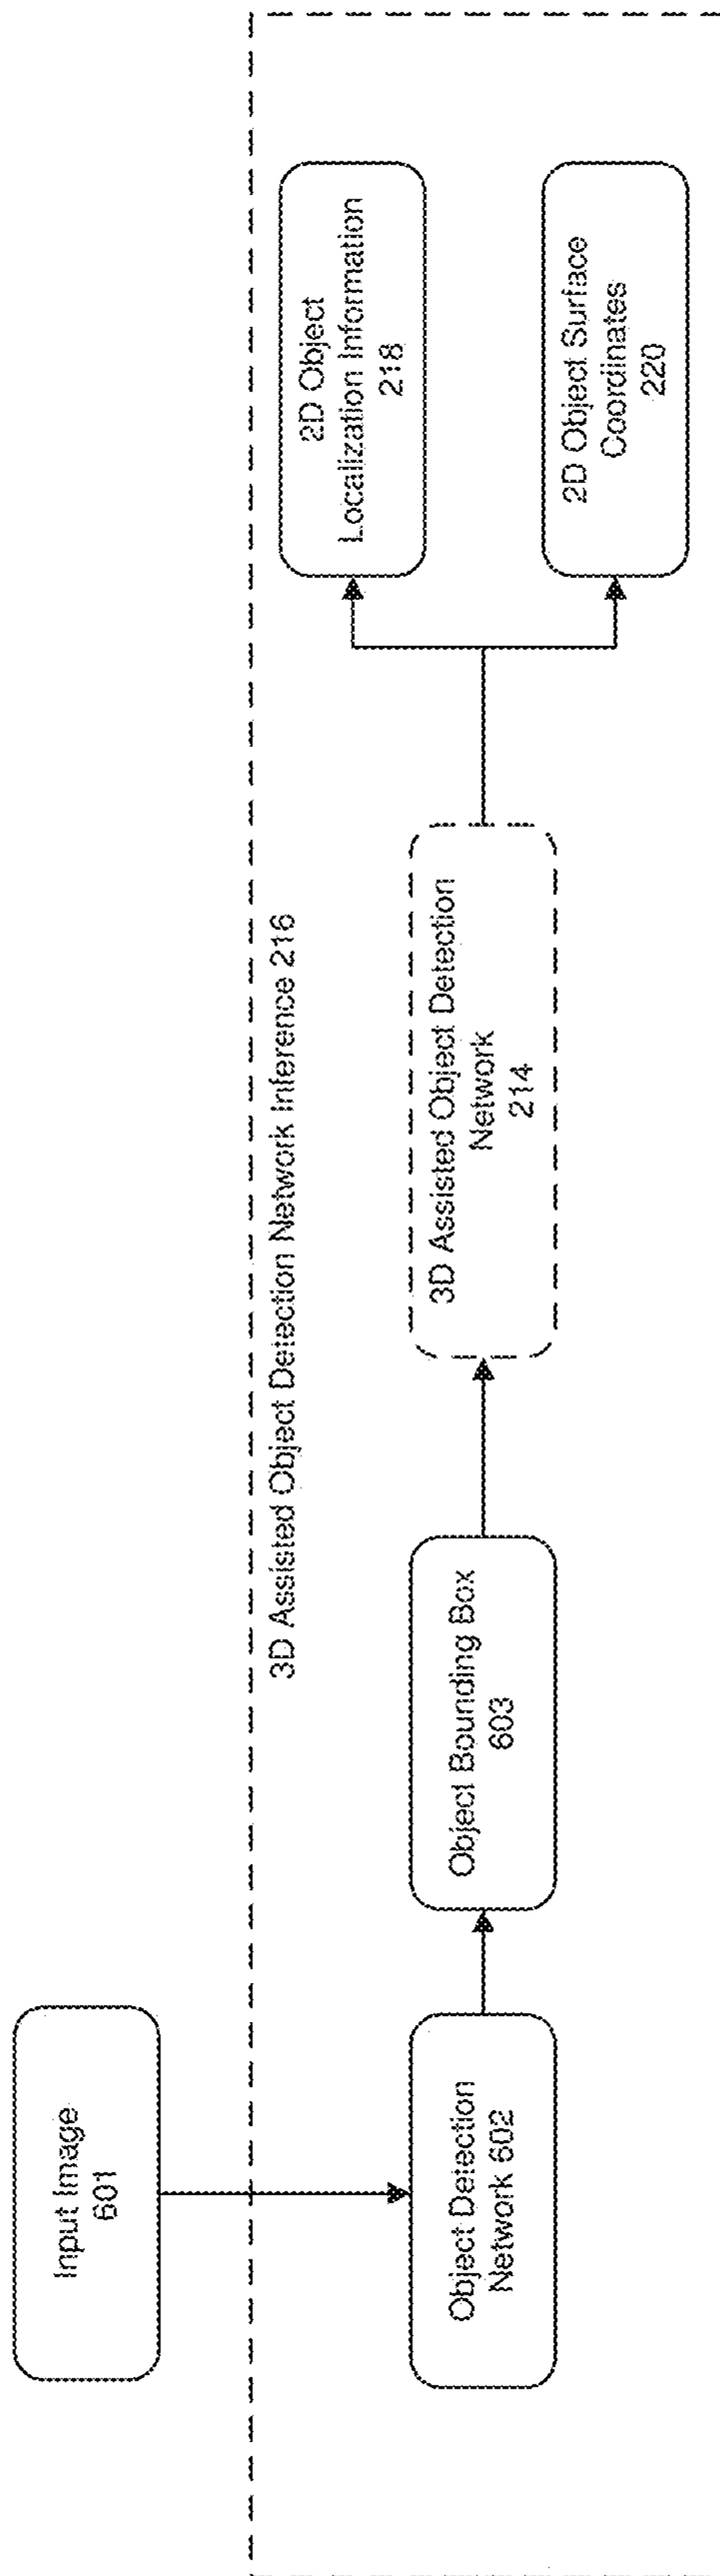 Input Image
601
3D Assisted Object Detection Network Inference 216
Object Detection
Network 602
Object Bounding Box
603
3D Assisted Object Detection
Network
214
2D Object
Localization Information
218
2D Object Surface
Coordinates
220